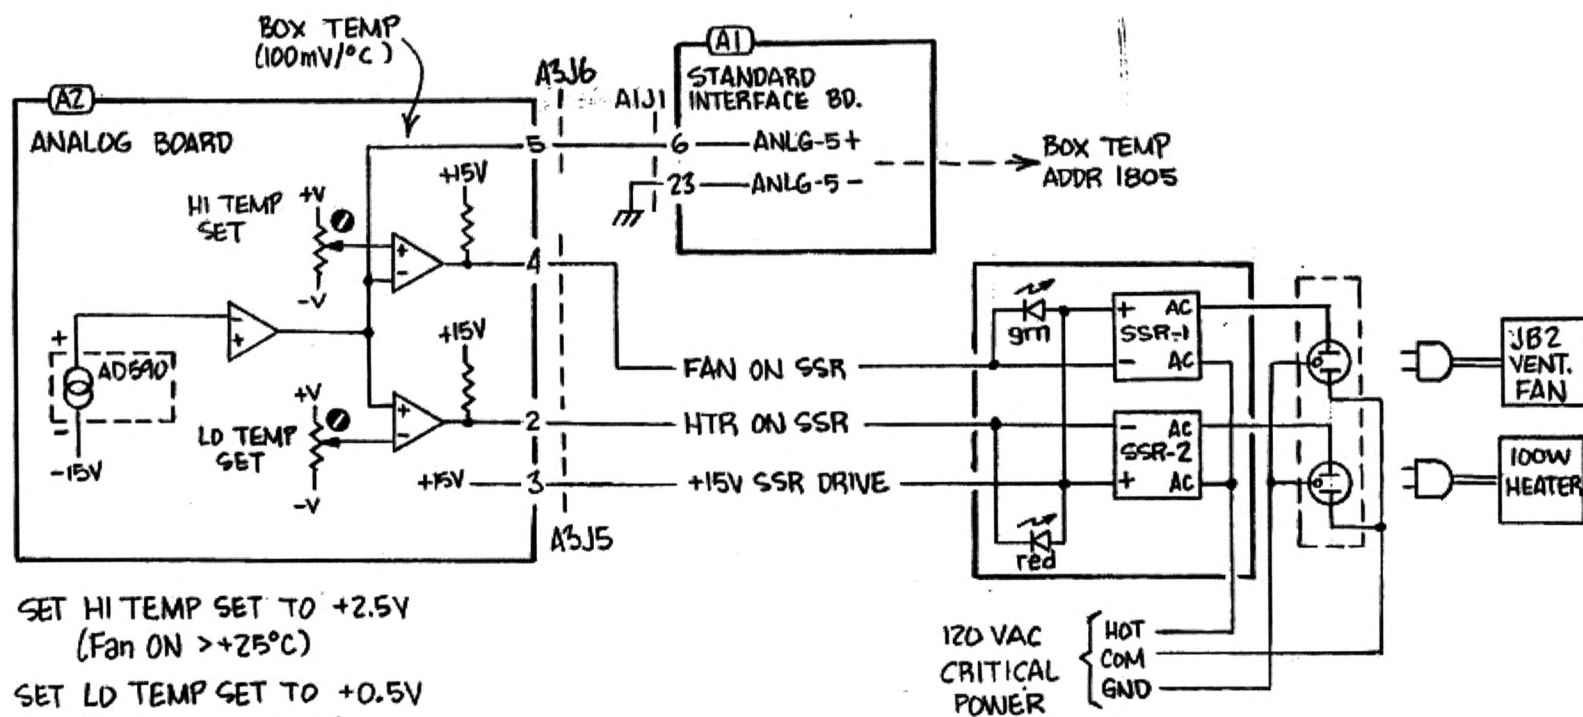 BOX TEMP
(100mV/°C)
A2
ANALOG BOARD
A3J6
A1J1
A1
STANDARD
INTERFACE BD.
5
6
ANLG-5+
23
ANLG-5-
BOX TEMP
ADDR 1805
HI TEMP
SET
+V
-V
+
-
+15V
4
-
+
+
AD590
-
-15V
+15V
LO TEMP
SET
+V
-V
+
-
2
+15V
3
A3J5
FAN ON SSR
HTR ON SSR
+15V SSR DRIVE
grn
+
AC
SSR-1
-
AC
-
AC
SSR-2
+
AC
red
JB2
VENT.
FAN
100W
HEATER
SET HI TEMP SET TO +2.5V
(Fan ON >+25°C)
SET LO TEMP SET TO +0.5V
120 VAC
CRITICAL
POWER
HOT
COM
GND